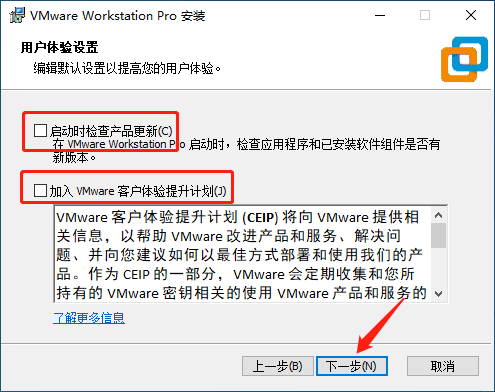 VMware Workstation Pro 安装
用户体验设置
编辑默认设置以提高您的用户体验。
启动时检查产品更新(C)
在 VMware Workstation Pro 启动时，检查应用程序和已安装软件组件是否有
新版本。
加入 VMware 客户体验提升计划(J)
VMware 客户体验提升计划 (CEIP) 将向 VMware 提供相
关信息，以帮助 VMware 改进产品和服务、解决问
题、并向您建议如何以最佳方式部署和使用我们的产
品。作为 CEIP 的一部分，VMware 会定期收集和您所
持有的 VMware 密钥相关的使用 VMware 产品和服务的
了解更多信息
上一步(B)
下一步(N)
取消